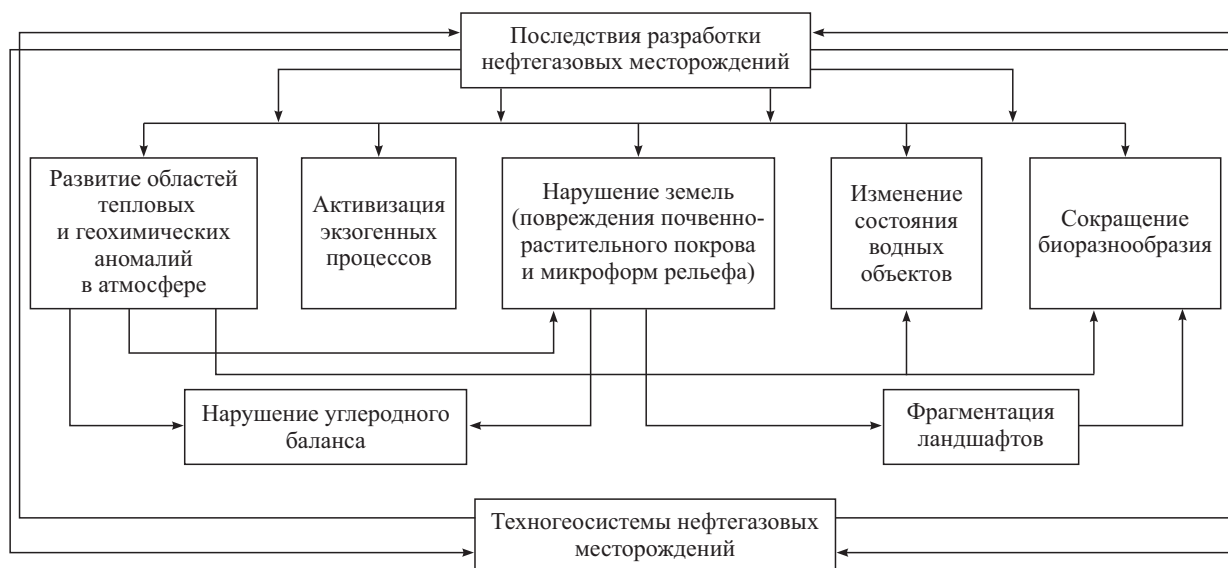 Последствия разработки
нефтегазовых месторождений
Развитие областей
тепловых
и геохимических
аномалий
в атмосфере
Активизация
экзогенных
процессов
Нарушение земель
(повреждения почвенно-
растительного покрова
и микроформ рельефа)
Изменение
состояния
водных
объектов
Сокращение
биоразнообразия
Нарушение углеродного
баланса
Фрагментация
ландшафтов
Техногеосистемы нефтегазовых
месторождений